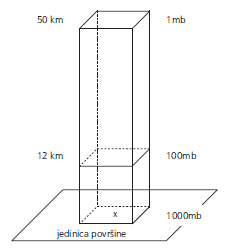 50 km 1mb
12 km 100mb
x 1000mb
jedinica površine